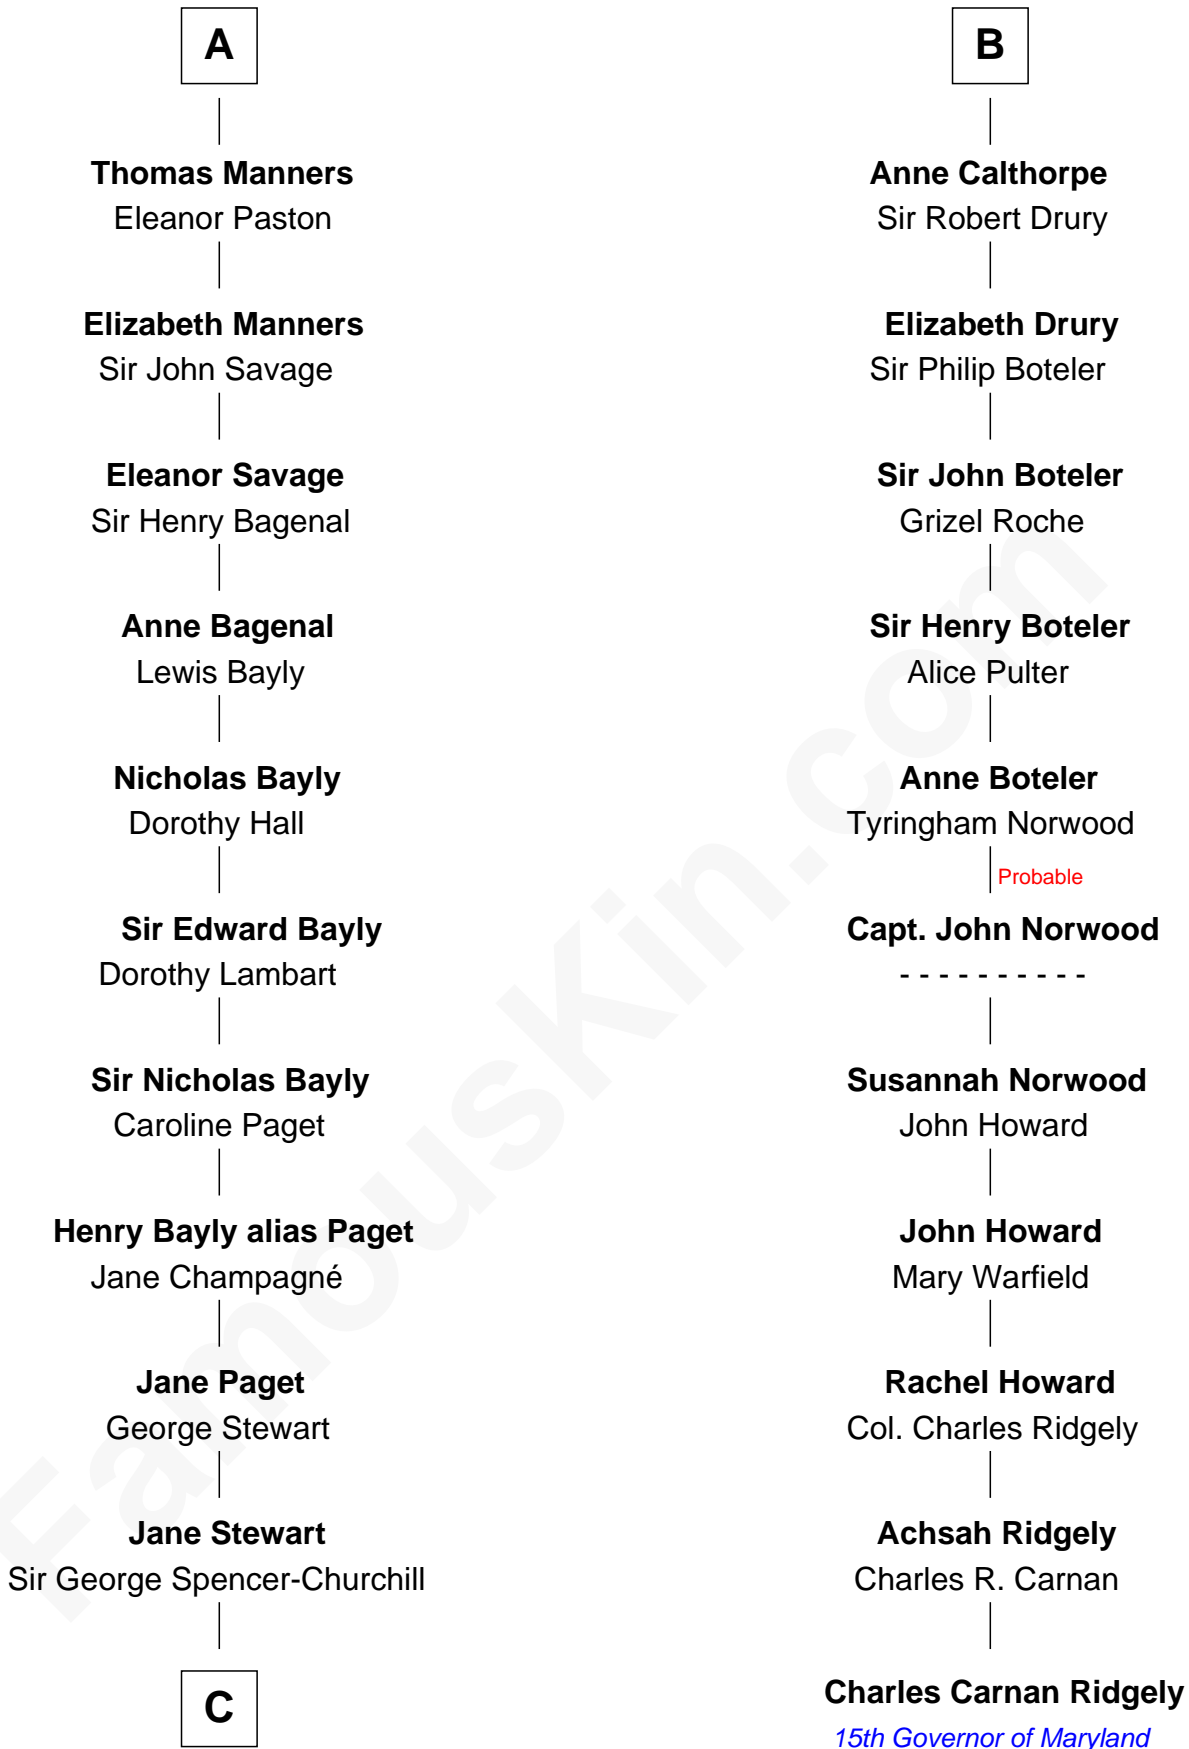 A
Thomas Manners
Eleanor Paston
Elizabeth Manners
Sir John Savage
Eleanor Savage
Sir Henry Bagenal
Anne Bagenal
Lewis Bayly
Nicholas Bayly
Dorothy Hall
Sir Edward Bayly
Dorothy Lambart
Sir Nicholas Bayly
Caroline Paget
Henry Bayly alias Paget
Jane Champagné
Jane Paget
George Stewart
Jane Stewart
Sir George Spencer-Churchill
C
B
Anne Calthorpe
Sir Robert Drury
Elizabeth Drury
Sir Philip Boteler
Sir John Boteler
Grizel Roche
Sir Henry Boteler
Alice Pulter
Anne Boteler
Tyringham Norwood
Probable
Capt. John Norwood
- - - - - - - - - -
Susannah Norwood
John Howard
John Howard
Mary Warfield
Rachel Howard
Col. Charles Ridgely
Achsah Ridgely
Charles R. Carnan
Charles Carnan Ridgely
15th Governor of Maryland
FamousKin.com